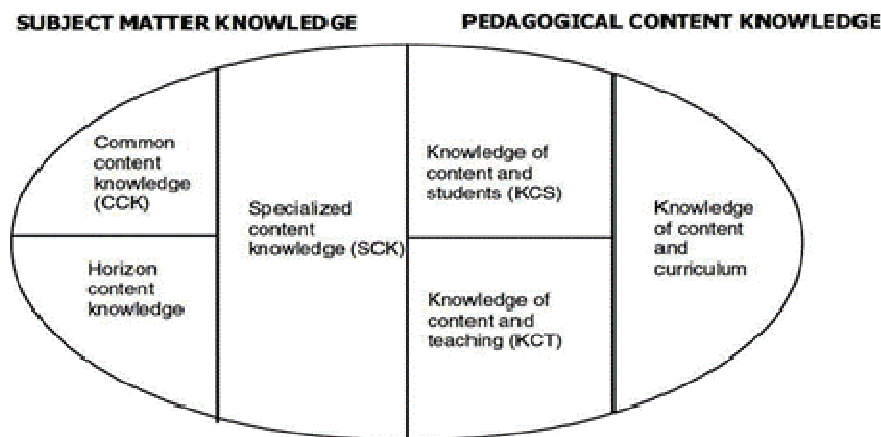 SUBJECT MATTER KNOWLEDGE
PEDAGOGICAL CONTENT KNOWLEDGE
Common
content
knowledge
(CCK)
Horizon
content
knowledge
Specialized
content
knowledge (SCK)
Knowledge of
content and
students (KCS)
Knowledge of
content and
teaching (KCT)
Knowledge
of content
and
curriculum